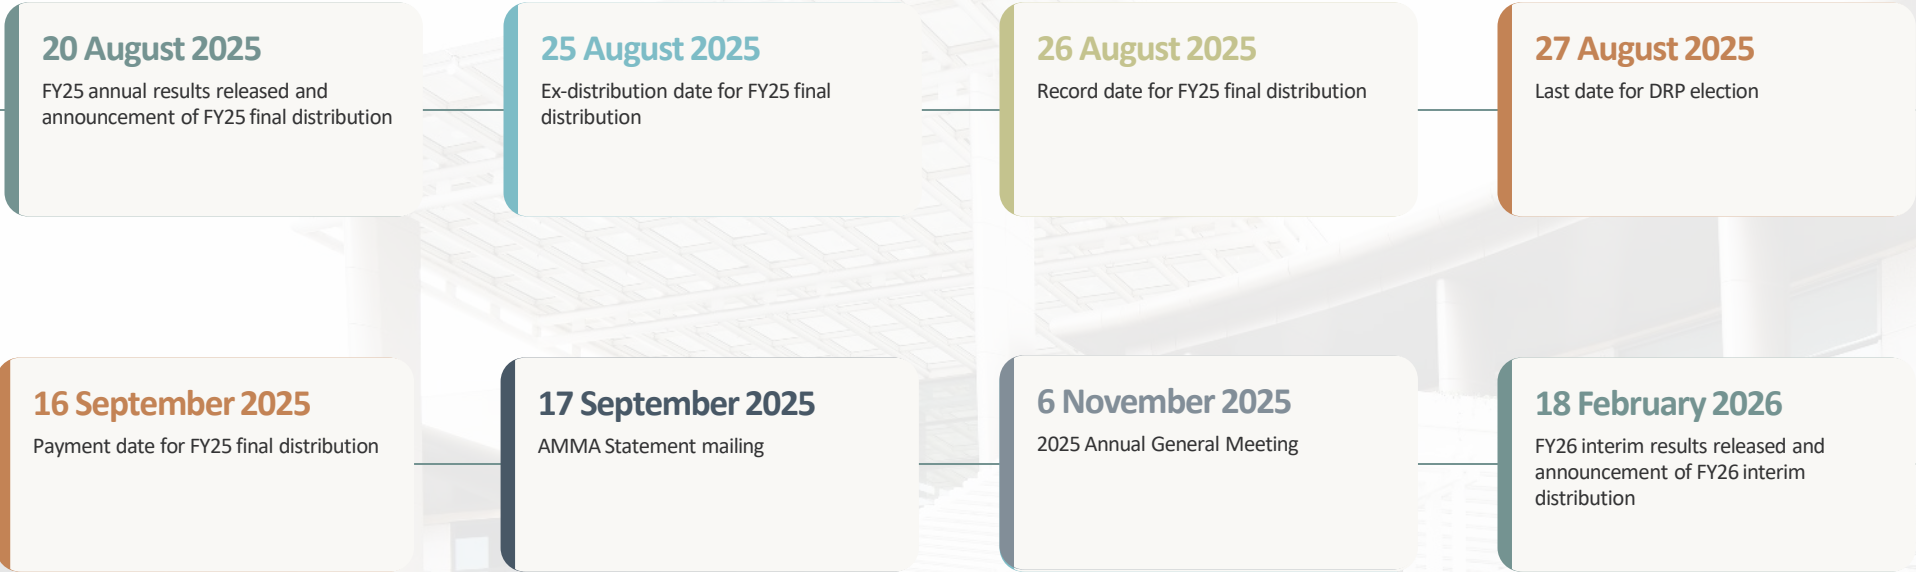 20 August 2025
FY25 annual results released and
announcement of FY25 final distribution
25 August 2025
Ex-distribution date for FY25 final
distribution
26 August 2025
Record date for FY25 final distribution
27 August 2025
Last date for DRP election
16 September 2025
Payment date for FY25 final distribution
17 September 2025
AMMA Statement mailing
6 November 2025
2025 Annual General Meeting
18 February 2026
FY26 interim results released and
announcement of FY26 interim
distribution